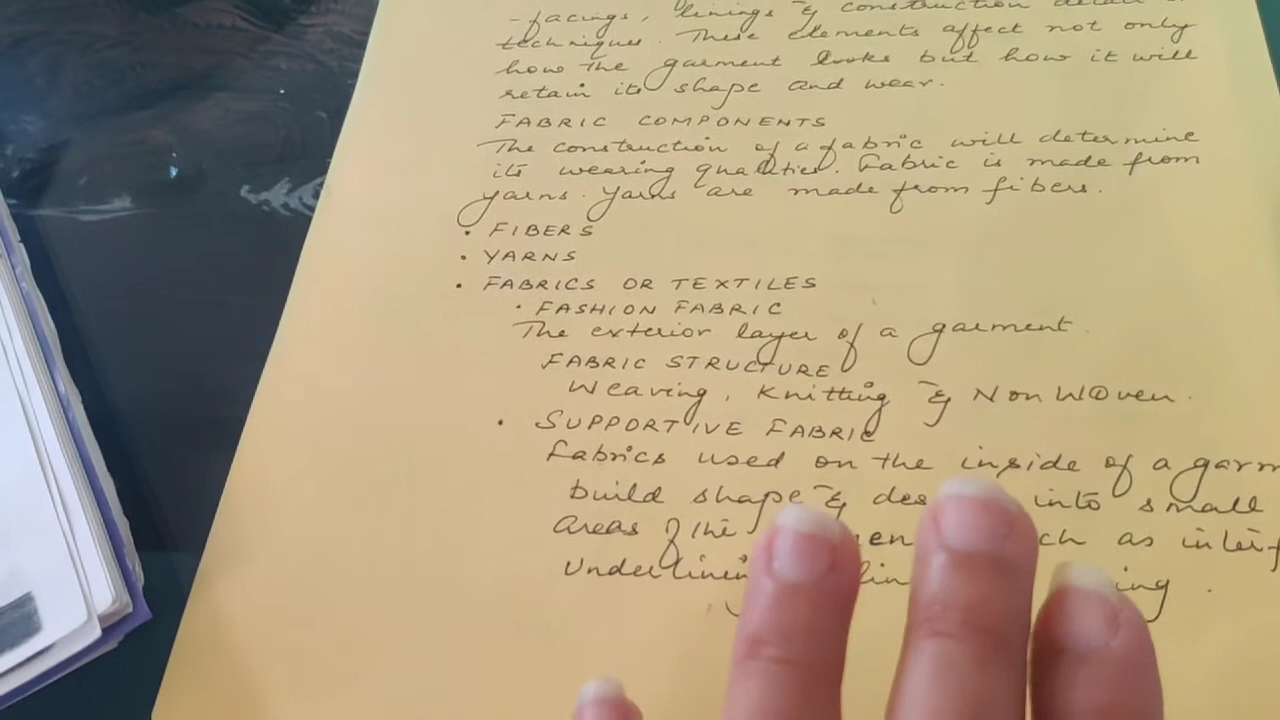 - facings, linings & construction detail
techniques. These elements affect not only
how the garment looks but how it will
retain its shape and wear.
FABRIC COMPONENTS
The construction of a fabric will determine
its wearing qualities. Fabric is made from
yarns. Yarns are made from fibers.
• FIBERS
• YARNS
• FABRICS OR TEXTILES
• FASHION FABRIC
The exterior layer of a garment.
FABRIC STRUCTURE
Weaving, Knitting & Non Woven.
• SUPPORTIVE FABRIC
Fabrics used on the inside of a
build shape & into small
areas of the as